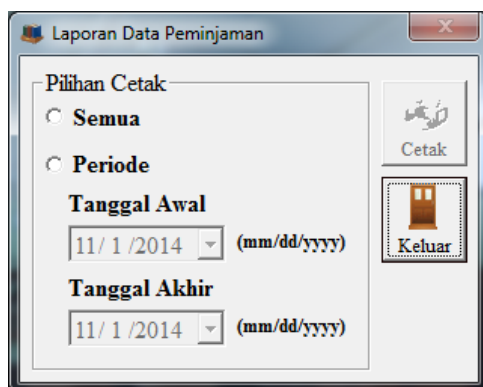 Laporan Data Peminjaman
Pilihan Cetak
Semua
Periode
Tanggal Awal
11/ 1 /2014 (mm/dd/yyyy)
Tanggal Akhir
11/ 1 /2014 (mm/dd/yyyy)
Cetak
Keluar